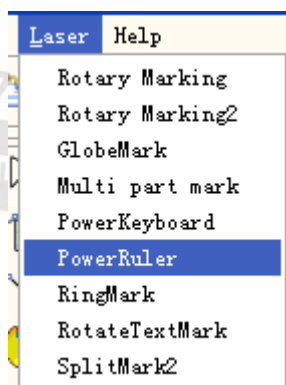 Laser Help
Rotary Marking
Rotary Marking2
GlobeMark
Multi part mark
PowerKeyboard
PowerRuler
RingMark
RotateTextMark
SplitMark2